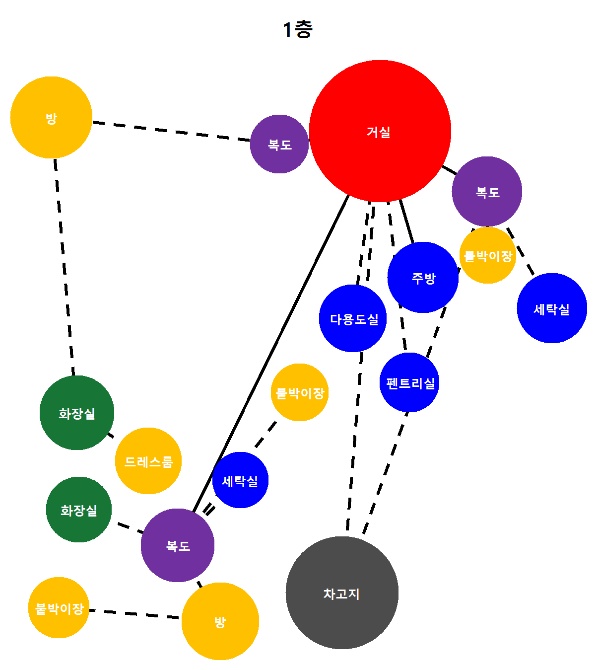 1층
방
복도
거실
복도
붙박이장
주방
세탁실
다용도실
펜트리실
붙박이장
화장실
드레스룸
세탁실
화장실
복도
차고지
붙박이장
방